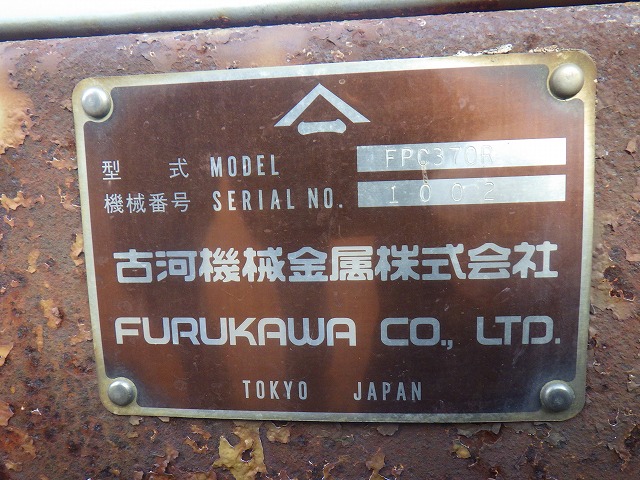 型 式 MODEL FPC370R
機械番号 SERIAL NO. 1002
古河機械金属株式会社
FURUKAWA CO., LTD.
TOKYO JAPAN